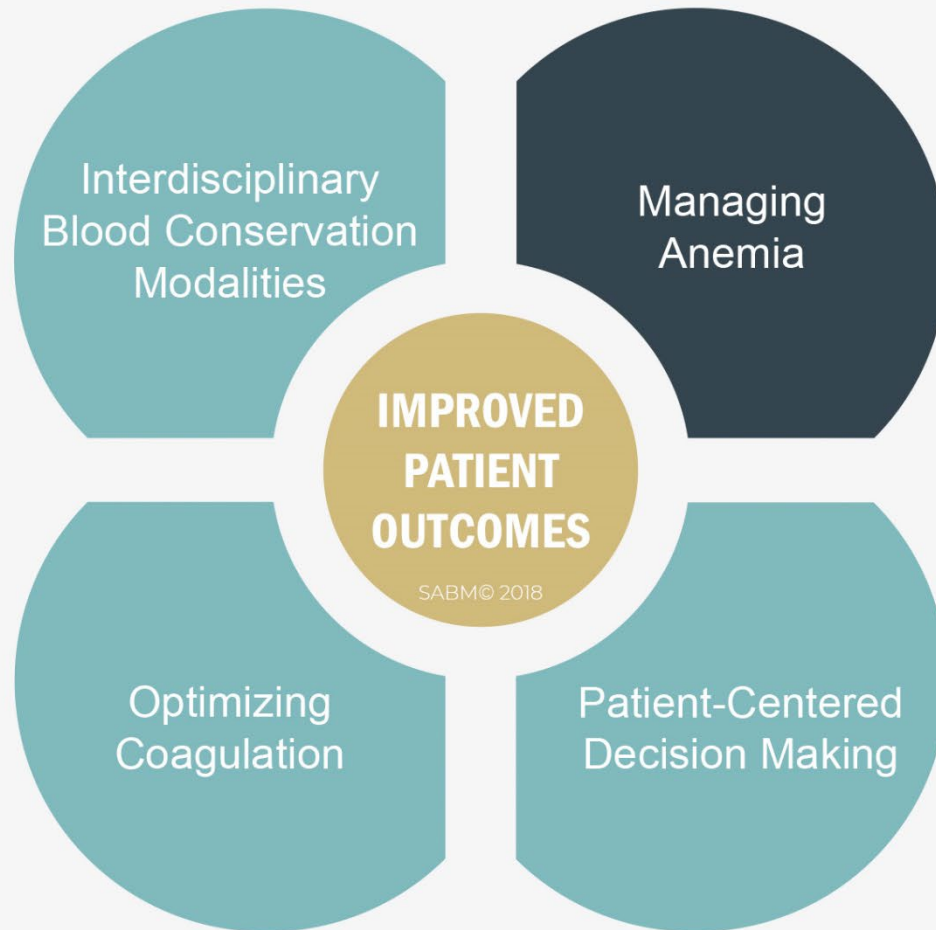 Interdisciplinary
Blood Conservation
Modalities
Managing
Anemia
IMPROVED
PATIENT
OUTCOMES
SABM© 2018
Optimizing
Coagulation
Patient-Centered
Decision Making